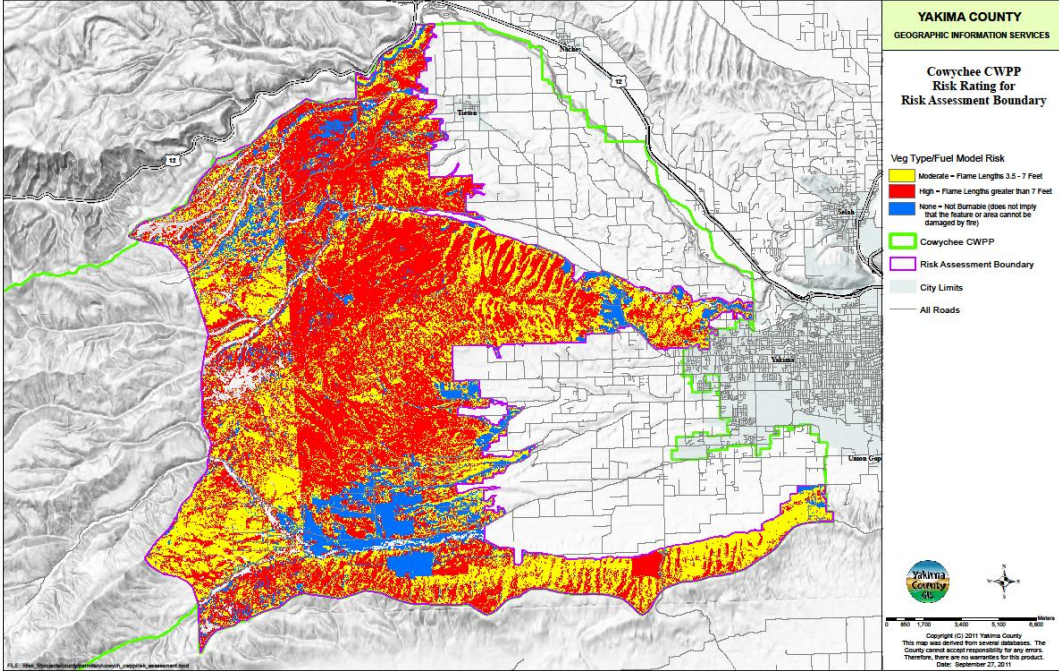 YAKIMA COUNTY
GEOGRAPHIC INFORMATION SERVICES
Cowychee CWPP
Risk Rating for
Risk Assessment Boundary
Veg Type/Fuel Model Risk
Moderate = Flame Lengths 3.5 - 7 Feet
High = Flame Lengths greater than 7 Feet
None = Not Burnable (does not imply
that the feature or area cannot be
damaged by fire)
Cowychee CWPP
Risk Assessment Boundary
City Limits
All Roads
Naches
12
Tieton
12
Selah
Yakima
Union Gap
Yakima
County
GIS
N
W
E
S
Meters
0 850 1,700 3,400 5,100 6,800
Copyright (C) 2011 Yakima County
This map was derived from several databases. The
County cannot accept responsibility for any errors.
Therefore, there are no warranties for this product.
Date: September 27, 2011